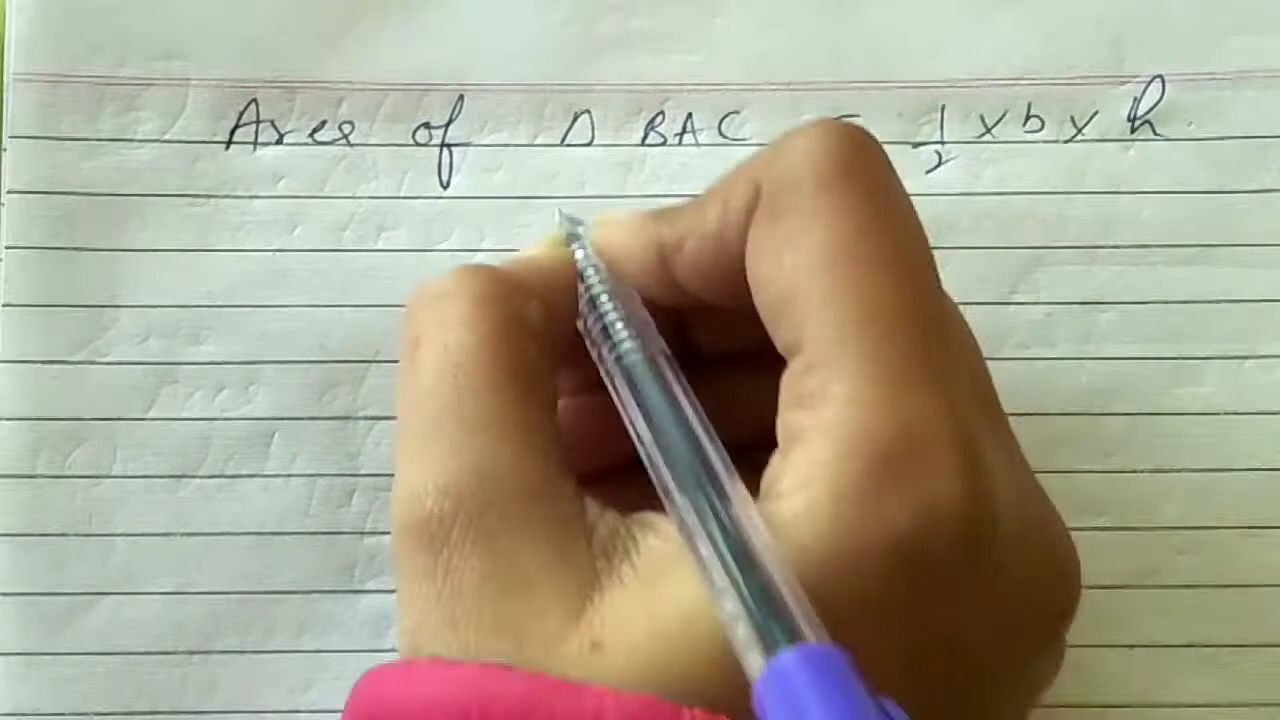 Area of Δ BAC = 1/2 x b x h